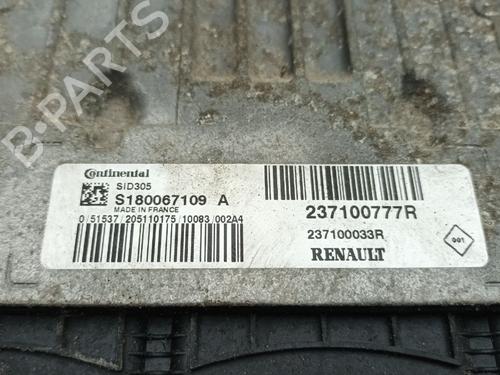 Continental
SID305
S180067109 A
MADE IN FRANCE
0/51537/205110175/10083/002A4
237100777R
237100033R
RENAULT
001
B-PARTS